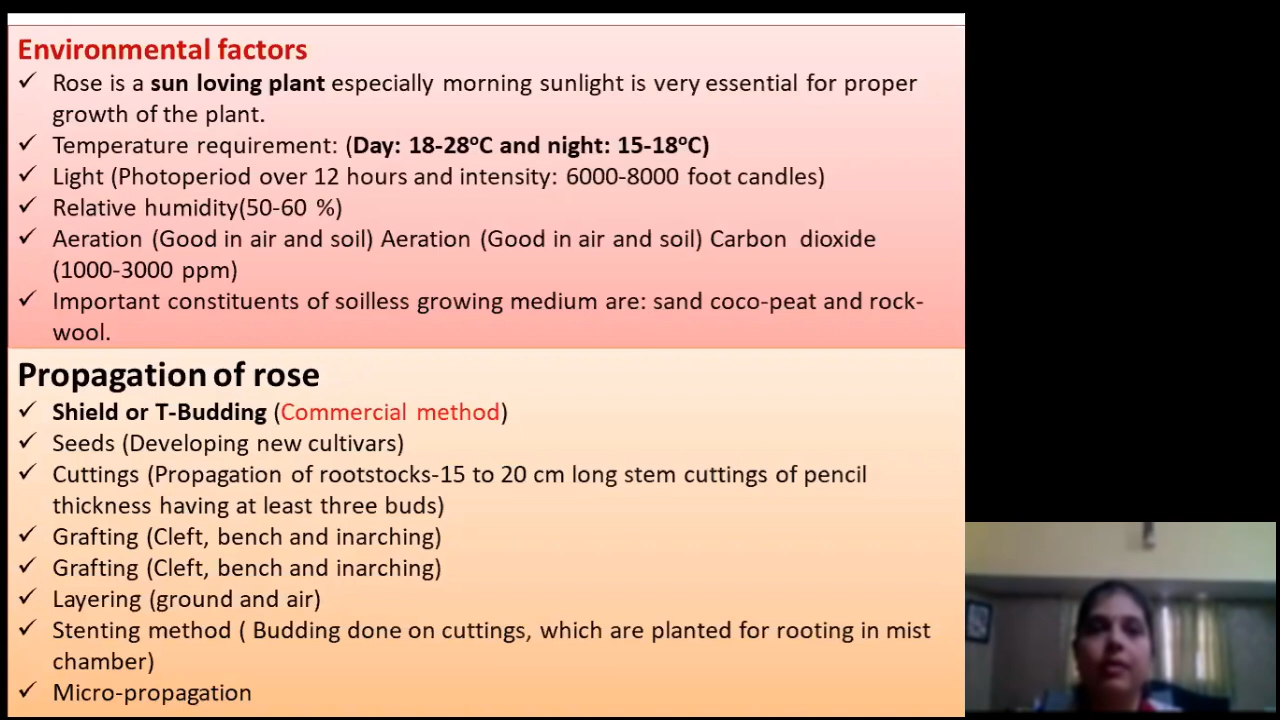 Environmental factors
✓ Rose is a sun loving plant especially morning sunlight is very essential for proper
growth of the plant.
✓ Temperature requirement: (Day: 18-28ºC and night: 15-18ºC)
✓ Light (Photoperiod over 12 hours and intensity: 6000-8000 foot candles)
✓ Relative humidity(50-60 %)
✓ Aeration (Good in air and soil) Aeration (Good in air and soil) Carbon dioxide
(1000-3000 ppm)
✓ Important constituents of soilless growing medium are: sand coco-peat and rock-
wool.
Propagation of rose
✓ Shield or T-Budding (Commercial method)
✓ Seeds (Developing new cultivars)
✓ Cuttings (Propagation of rootstocks-15 to 20 cm long stem cuttings of pencil
thickness having at least three buds)
✓ Grafting (Cleft, bench and inarching)
✓ Grafting (Cleft, bench and inarching)
✓ Layering (ground and air)
✓ Stenting method ( Budding done on cuttings, which are planted for rooting in mist
chamber)
✓ Micro-propagation